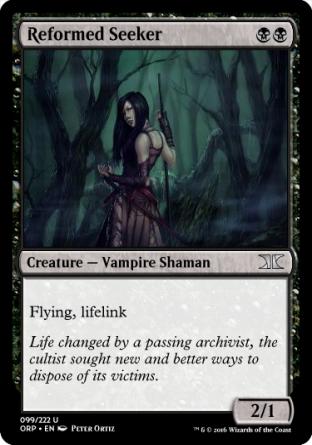 Reformed Seeker
Creature — Vampire Shaman
Flying, lifelink
Life changed by a passing archivist, the
cultist sought new and better ways to
dispose of its victims.
2/1
099/222 U
ORP • EN Peter Ortiz
™ & © 2016 Wizards of the Coast